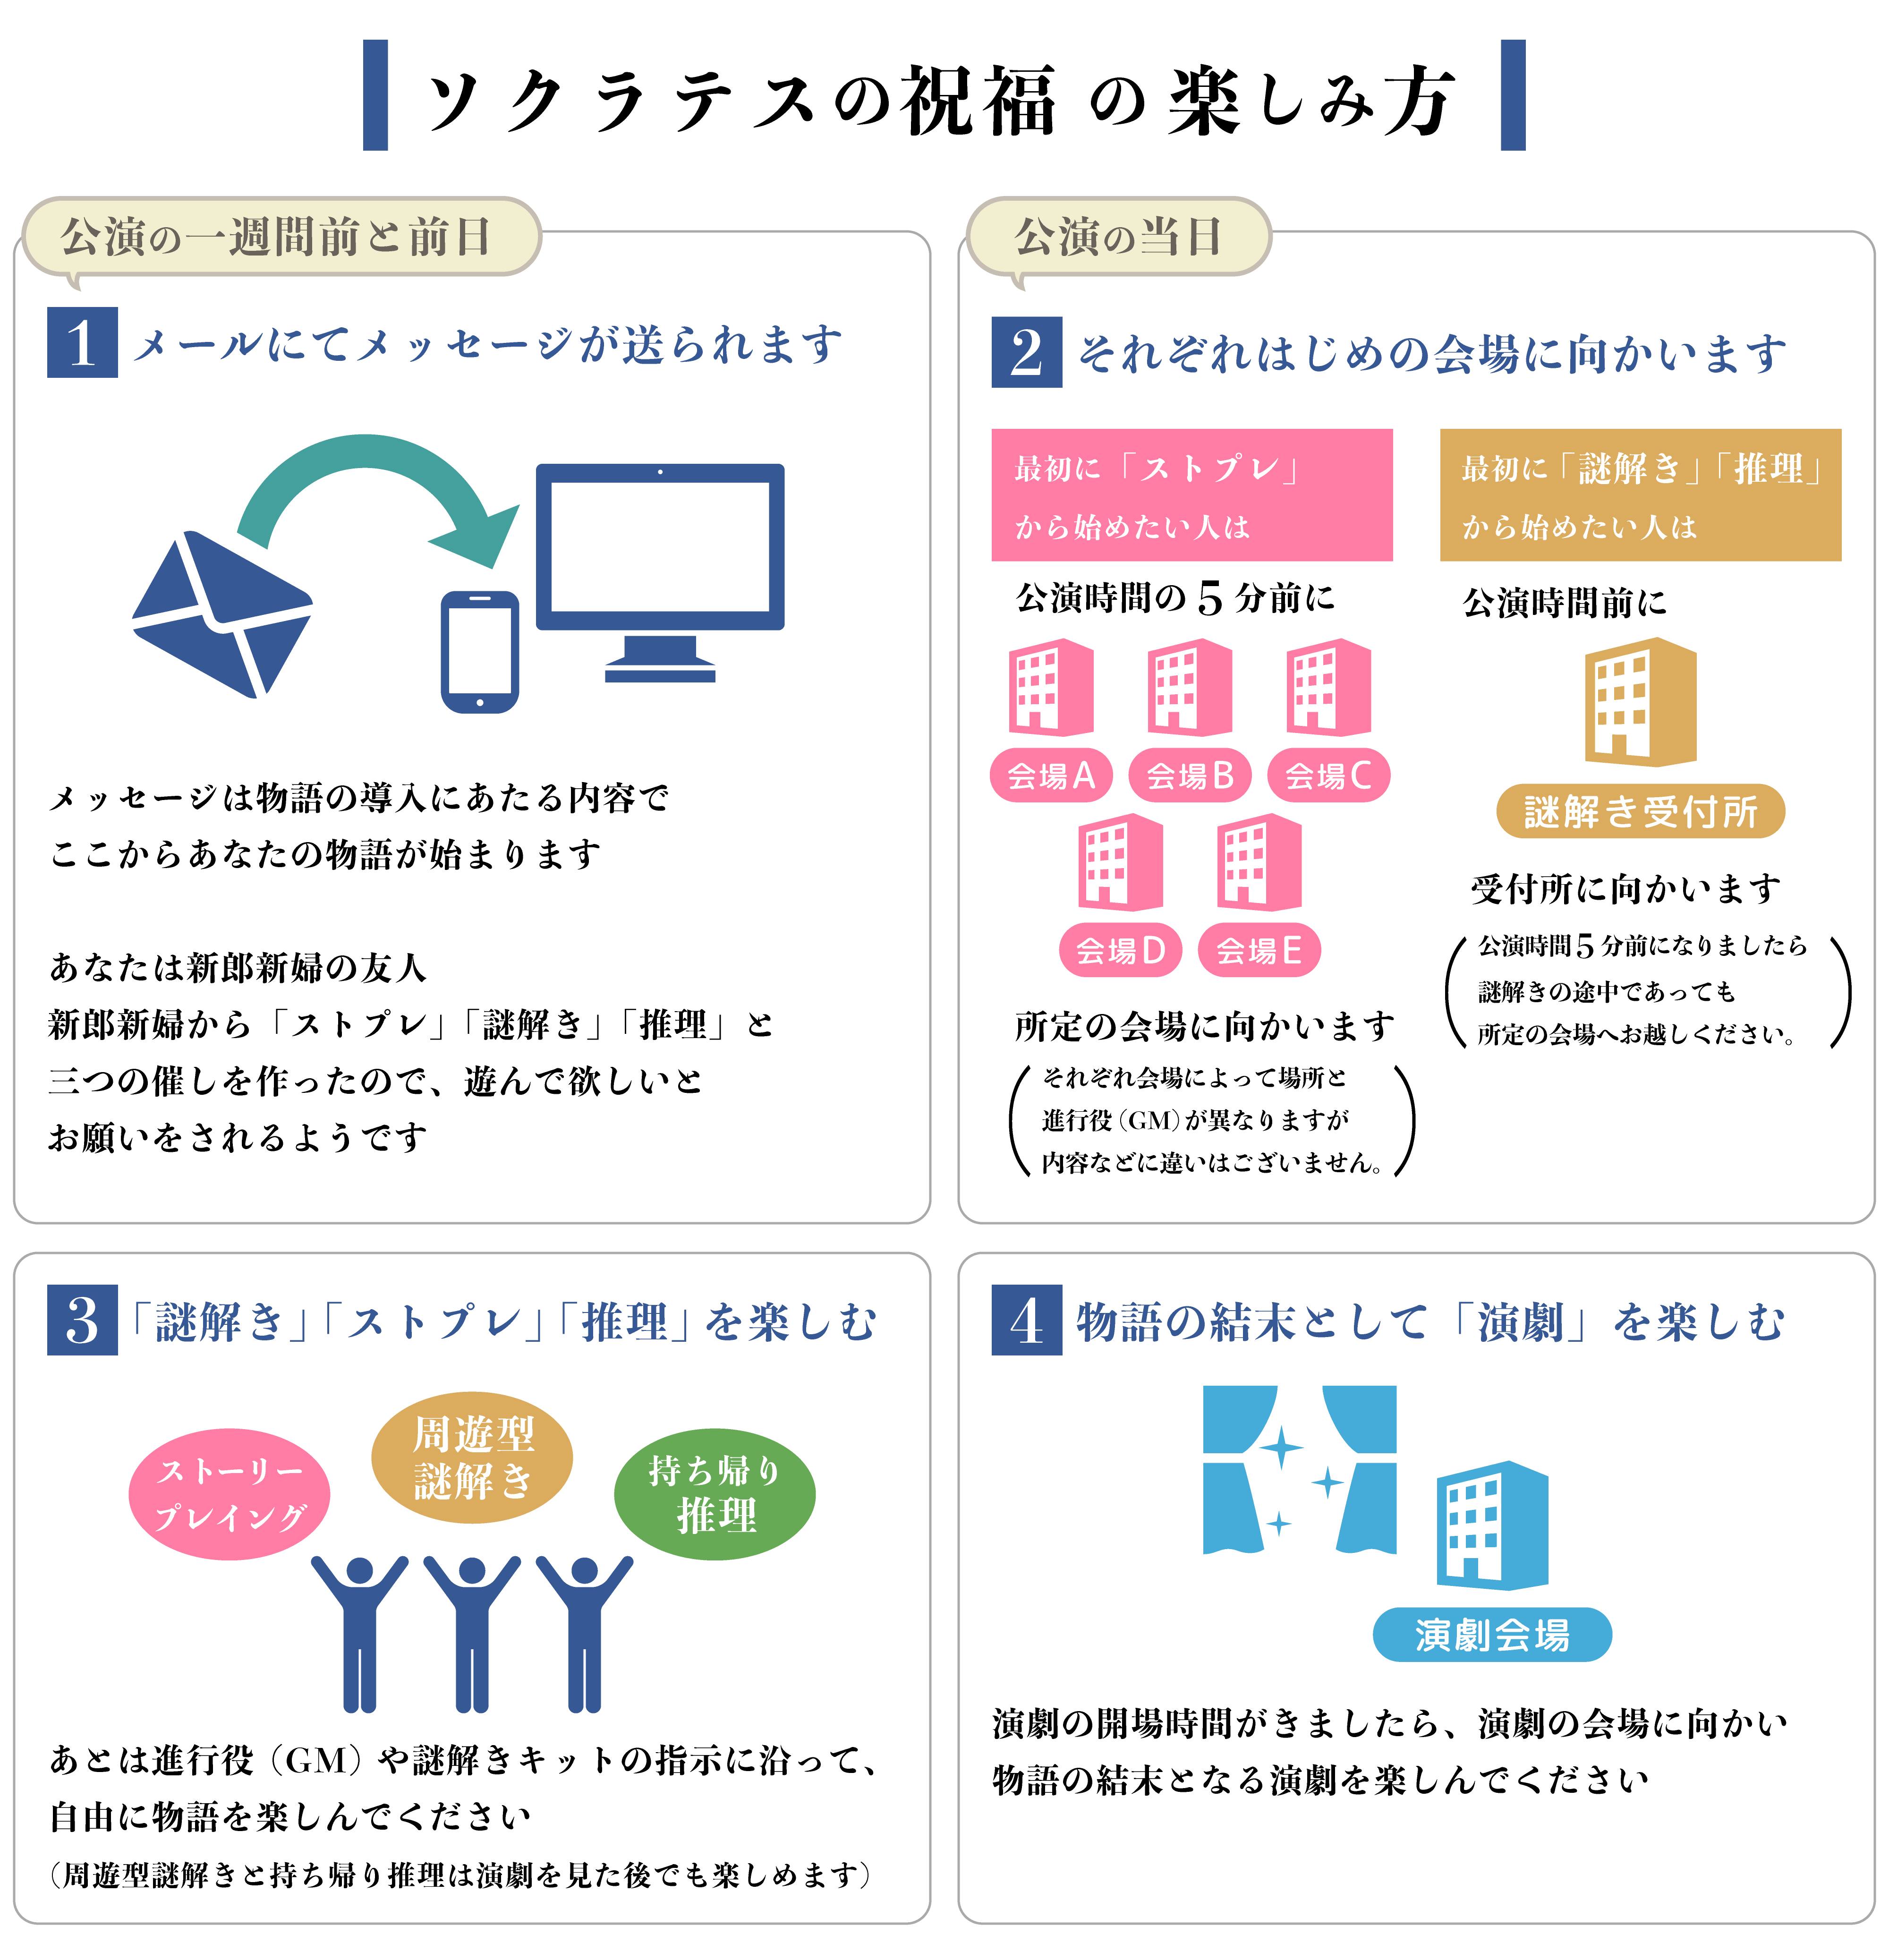 ソクラテスの祝福 の 楽しみ方
公演の一週間前と前日
1 メールにてメッセージが送られます
メッセージは物語の導入にあたる内容で
ここからあなたの物語が始まります
あなたは新郎新婦の友人
新郎新婦から「ストプレ」「謎解き」「推理」と
三つの催しを作ったので、遊んで欲しいと
お願いをされるようです
公演の当日
2 それぞれはじめの会場に向かいます
最初に「ストプレ」
から始めたい人は
公演時間の5分前に
会場A
会場B
会場C
会場D
会場E
所定の会場に向かいます
それぞれ会場によって場所と
進行役(GM)が異なりますが
内容などに違いはございません。
最初に「謎解き」「推理」
から始めたい人は
公演時間前に
謎解き受付所
受付所に向かいます
公演時間5分前になりましたら
謎解きの途中であっても
所定の会場へお越しください。
3 「謎解き」「ストプレ」「推理」を楽しむ
ストーリー
プレイング
周遊型
謎解き
持ち帰り
推理
あとは進行役(GM)や謎解きキットの指示に沿って、
自由に物語を楽しんでください
(周遊型謎解きと持ち帰り推理は演劇を見た後でも楽しめます)
4 物語の結末として「演劇」を楽しむ
演劇会場
演劇の開場時間がきましたら、演劇の会場に向かい
物語の結末となる演劇を楽しんでください